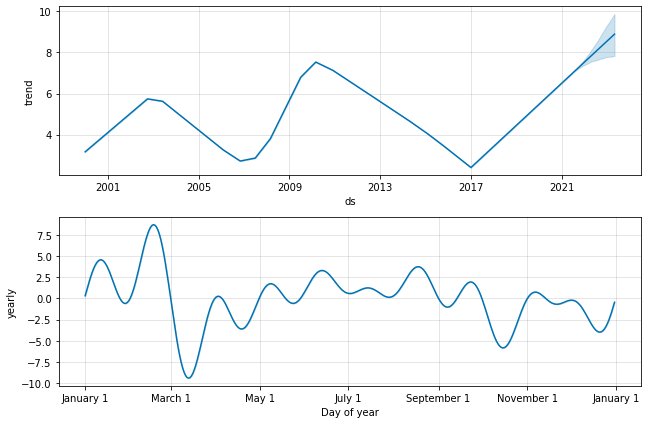 10
8
6
4
trend
2001 2005 2009 2013 2017 2021
ds
7.5
5.0
2.5
0.0
−2.5
−5.0
−7.5
−10.0
yearly
January 1 March 1 May 1 July 1 September 1 November 1 January 1
Day of year